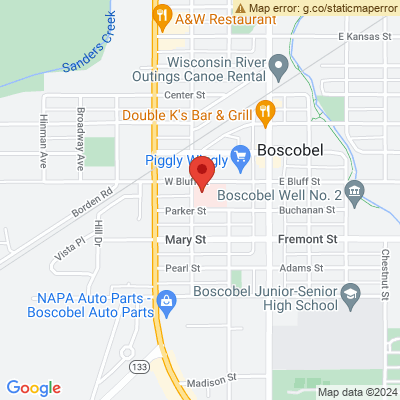 Map error: g.co/staticmaperror
A&W Restaurant
E Kansas St
Sanders Creek
Wisconsin River
Outings Canoe Rental
Center St
Hinman Ave
Broadway Ave
Double K's Bar & Grill
Piggly Wiggly
Boscobel
W Bluff St
E Bluff St
Boscobel Well No. 2
Borden Rd
Parker St
Buchanan St
Hill Dr
Vista Pl
Mary St
Fremont St
Pearl St
Adams St
Chestnut St
NAPA Auto Parts -
Boscobel Auto Parts
Boscobel Junior-Senior
High School
133
Madison St
Google
Map data ©2024